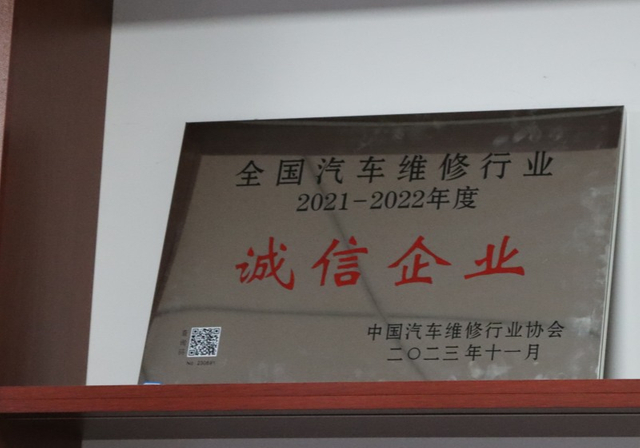 全国汽车维修行业
2021-2022年度
诚信企业
中国汽车维修行业协会
二〇二三年十一月